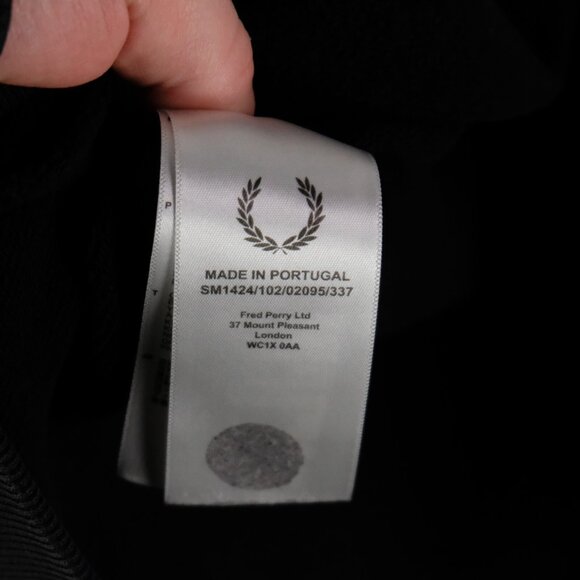 MADE IN PORTUGAL
SM1424/102/02095/337
Fred Perry Ltd
37 Mount Pleasant
London
WC1X 0AA